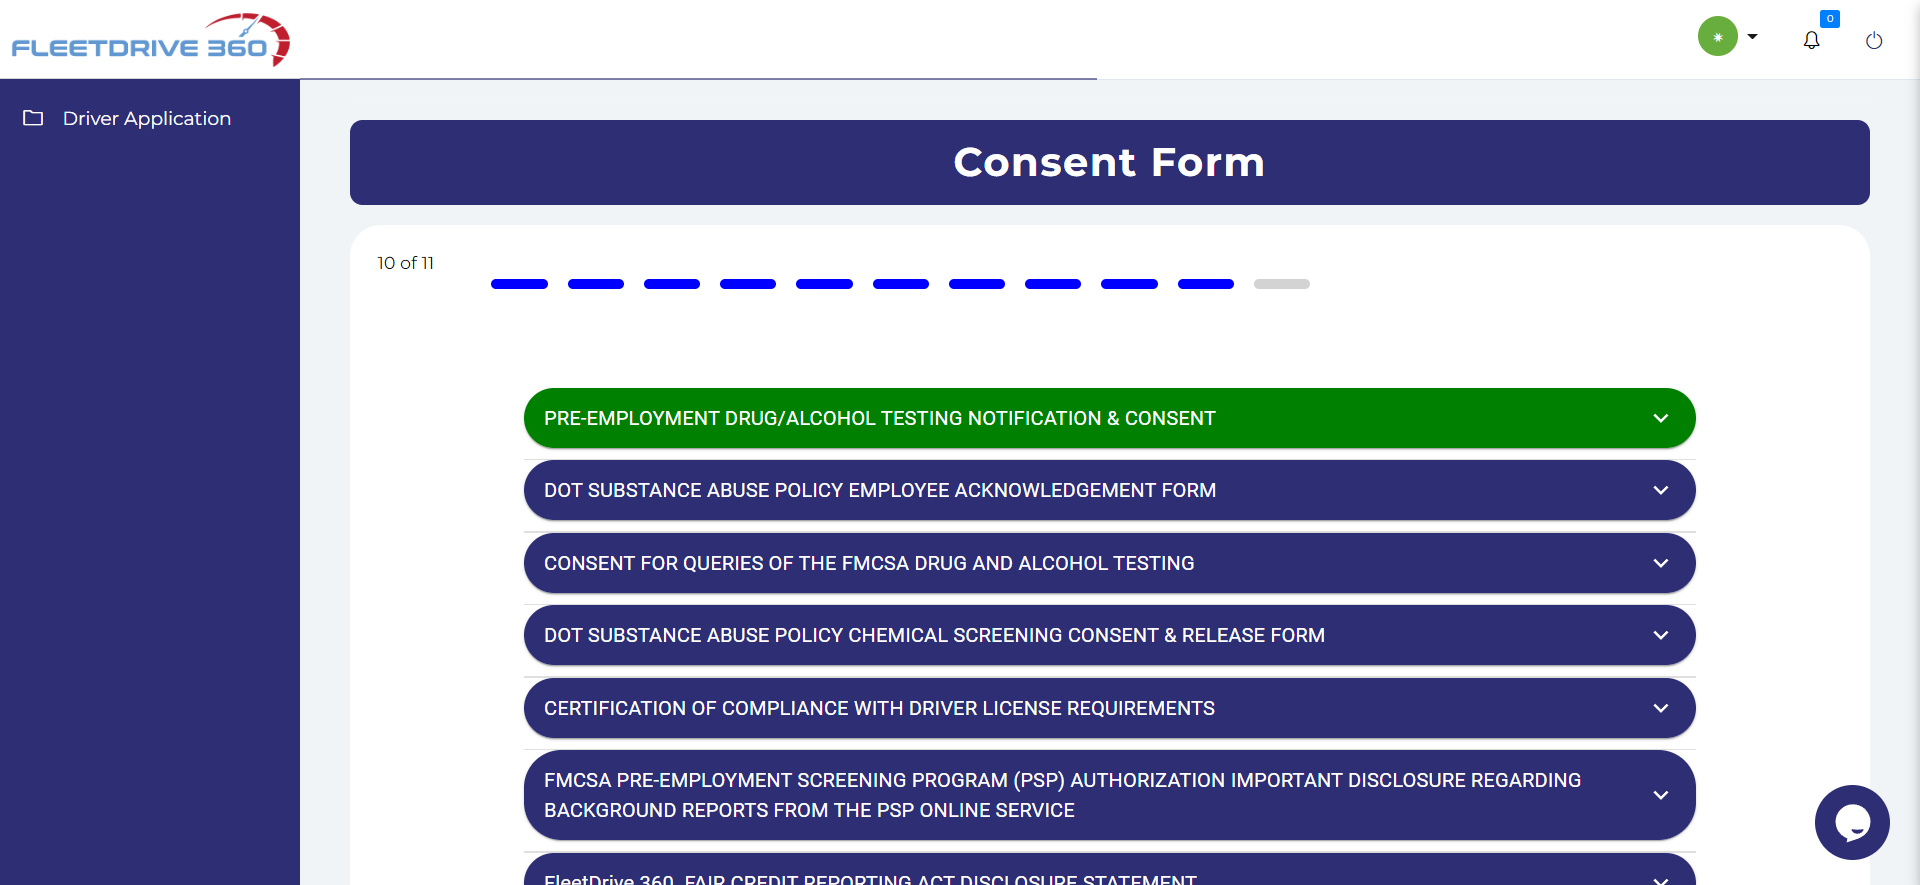 FLEETDRIVE 360
0
Driver Application
Consent Form
10 of 11
PRE-EMPLOYMENT DRUG/ALCOHOL TESTING NOTIFICATION & CONSENT
DOT SUBSTANCE ABUSE POLICY EMPLOYEE ACKNOWLEDGEMENT FORM
CONSENT FOR QUERIES OF THE FMCSA DRUG AND ALCOHOL TESTING
DOT SUBSTANCE ABUSE POLICY CHEMICAL SCREENING CONSENT & RELEASE FORM
CERTIFICATION OF COMPLIANCE WITH DRIVER LICENSE REQUIREMENTS
FMCSA PRE-EMPLOYMENT SCREENING PROGRAM (PSP) AUTHORIZATION IMPORTANT DISCLOSURE REGARDING
BACKGROUND REPORTS FROM THE PSP ONLINE SERVICE
FleetDrive 360, FAIR CREDIT REPORTING ACT DISCLOSURE STATEMENT